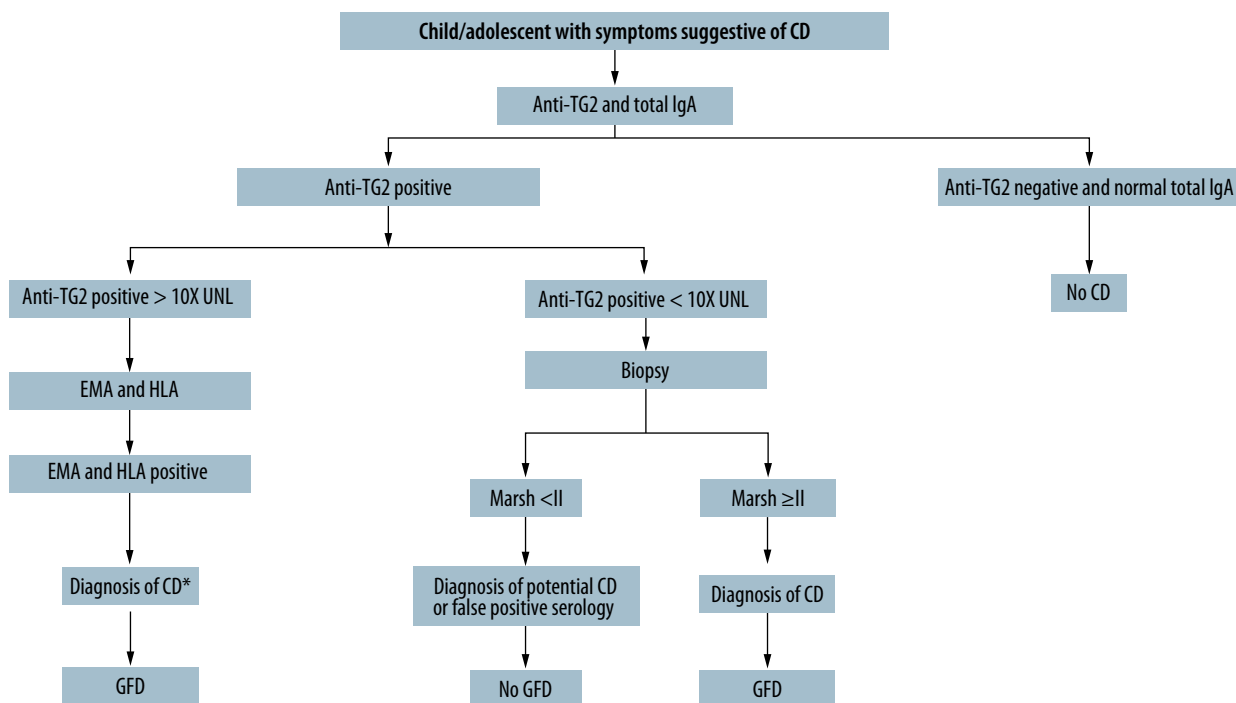 Child/adolescent with symptoms suggestive of CD
Anti-TG2 and total IgA
Anti-TG2 positive
Anti-TG2 negative and normal total IgA
Anti-TG2 positive > 10X UNL
Anti-TG2 positive < 10X UNL
No CD
EMA and HLA
Biopsy
EMA and HLA positive
Marsh <II
Marsh ≥II
Diagnosis of CD*
Diagnosis of potential CD
or false positive serology
Diagnosis of CD
GFD
No GFD
GFD